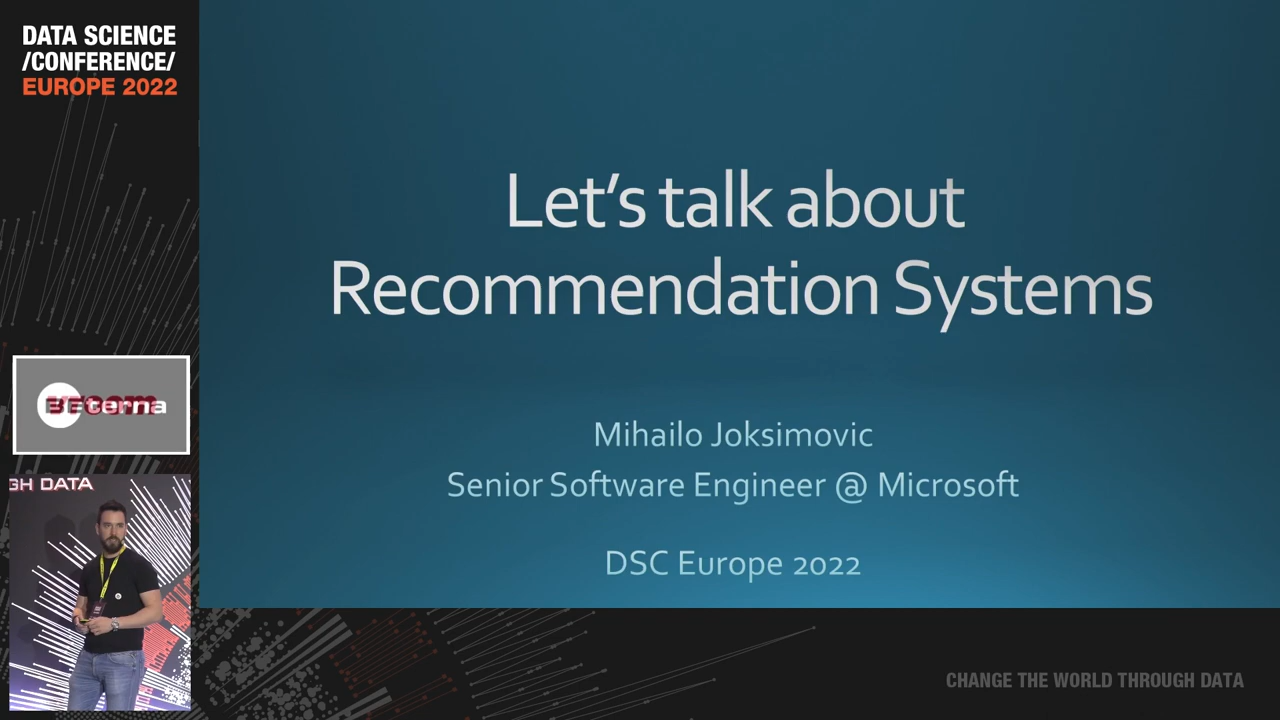 DATA SCIENCE
/CONFERENCE/
EUROPE 2022
Let's talk about
Recommendation Systems
Mihailo Joksimovic
Senior Software Engineer @ Microsoft
DSC Europe 2022
GH DATA
CHANGE THE WORLD THROUGH DATA